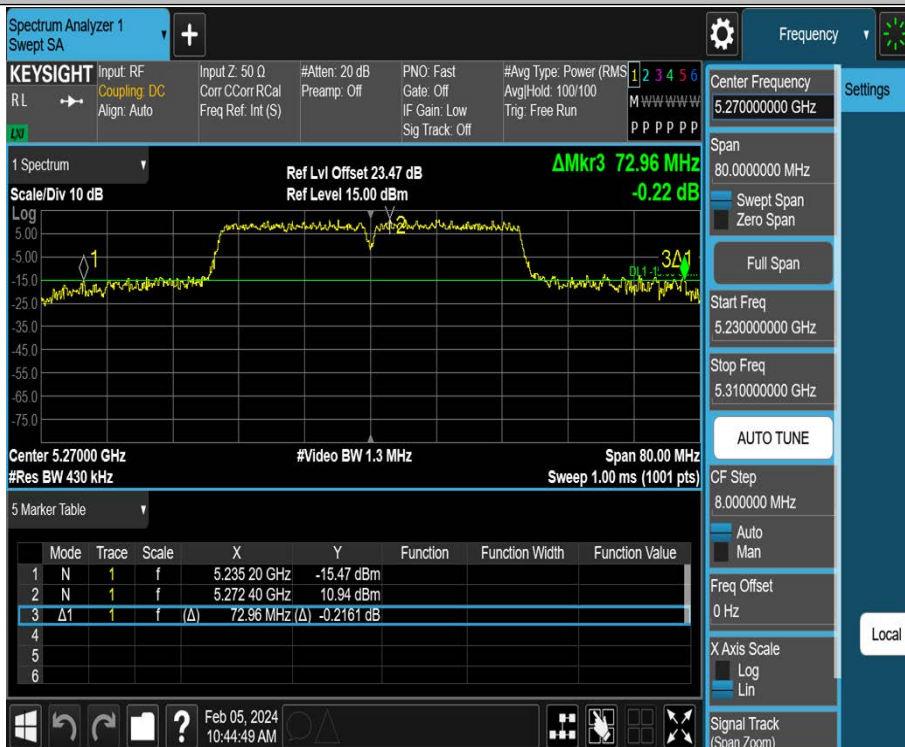 Spectrum Analyzer 1
Swept SA
Frequency
KEYSIGHT
RL
LXI
Input: RF
Coupling: DC
Align: Auto
Input Z: 50 Ω
Corr CCorr RCal
Freq Ref: Int (S)
#Atten: 20 dB
Preamp: Off
PNO: Fast
Gate: Off
IF Gain: Low
Sig Track: Off
#Avg Type: Power (RMS
Avg|Hold: 100/100
Trig: Free Run
1 2 3 4 5 6
M W W W W W
P P P P P P
1 Spectrum
Scale/Div 10 dB
Ref Lvl Offset 23.47 dB
Ref Level 15.00 dBm
ΔMkr3 72.96 MHz
-0.22 dB
Log
5.00
-5.00
-15.0
-25.0
-35.0
-45.0
-55.0
-65.0
-75.0
1
2
3Δ1
Center 5.27000 GHz
#Res BW 430 kHz
#Video BW 1.3 MHz
Span 80.00 MHz
Sweep 1.00 ms (1001 pts)
5 Marker Table
Mode Trace Scale X Y Function Function Width Function Value
1 N 1 f 5.235 20 GHz -15.47 dBm
2 N 1 f 5.272 40 GHz 10.94 dBm
3 Δ1 1 f (Δ) 72.96 MHz (Δ) -0.2161 dB
4
5
6
Feb 05, 2024
10:44:49 AM
Center Frequency
5.270000000 GHz
Span
80.0000000 MHz
Swept Span
Zero Span
Full Span
Start Freq
5.230000000 GHz
Stop Freq
5.310000000 GHz
AUTO TUNE
CF Step
8.000000 MHz
Auto
Man
Freq Offset
0 Hz
X Axis Scale
Log
Lin
Signal Track
(Span Zoom)
Settings
Local